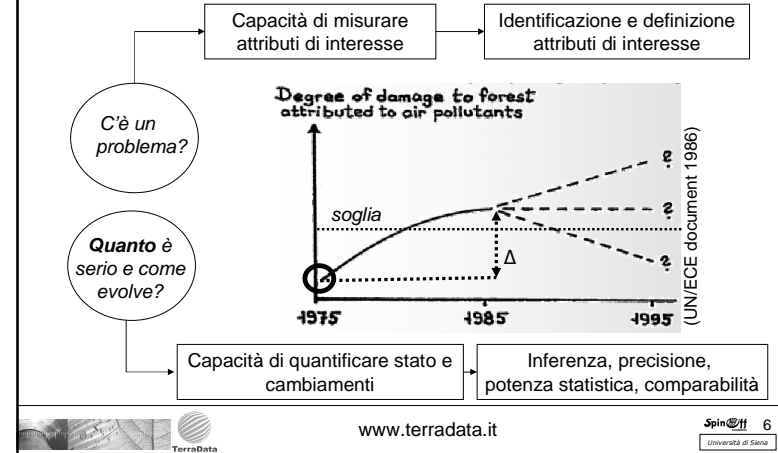 Capacità di misurare
attributi di interesse
Identificazione e definizione
attributi di interesse
C'è un
problema?
Degree of damage to forest
attributed to air pollutants
soglia
Δ
?
?
?
1975
1985
1995
(UN/ECE document 1986)
Quanto è
serio e come
evolve?
Capacità di quantificare stato e
cambiamenti
Inferenza, precisione,
potenza statistica, comparabilità
TerraData
www.terradata.it
Spin@ff
Università di Siena
6